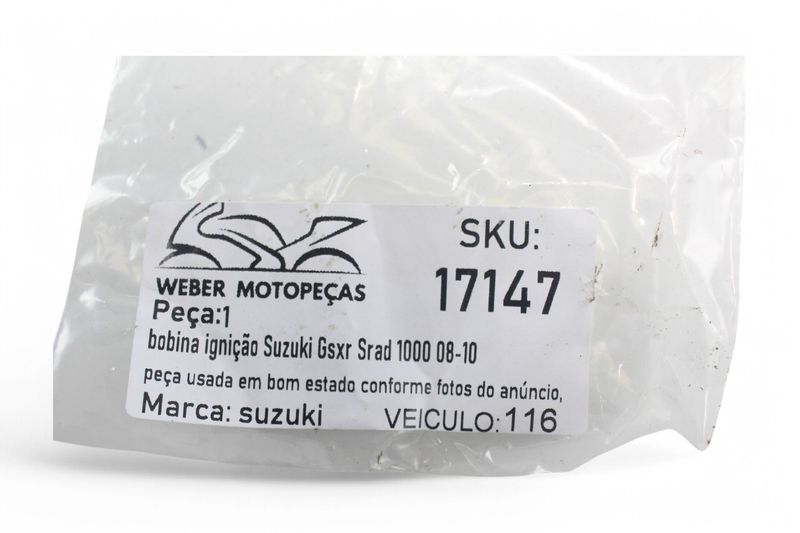 WEBER MOTOPEÇAS
SKU:
17147
Peça:1
bobina ignição Suzuki Gsxr Srad 1000 08-10
peça usada em bom estado conforme fotos do anúncio,
Marca: suzuki VEICULO: 116